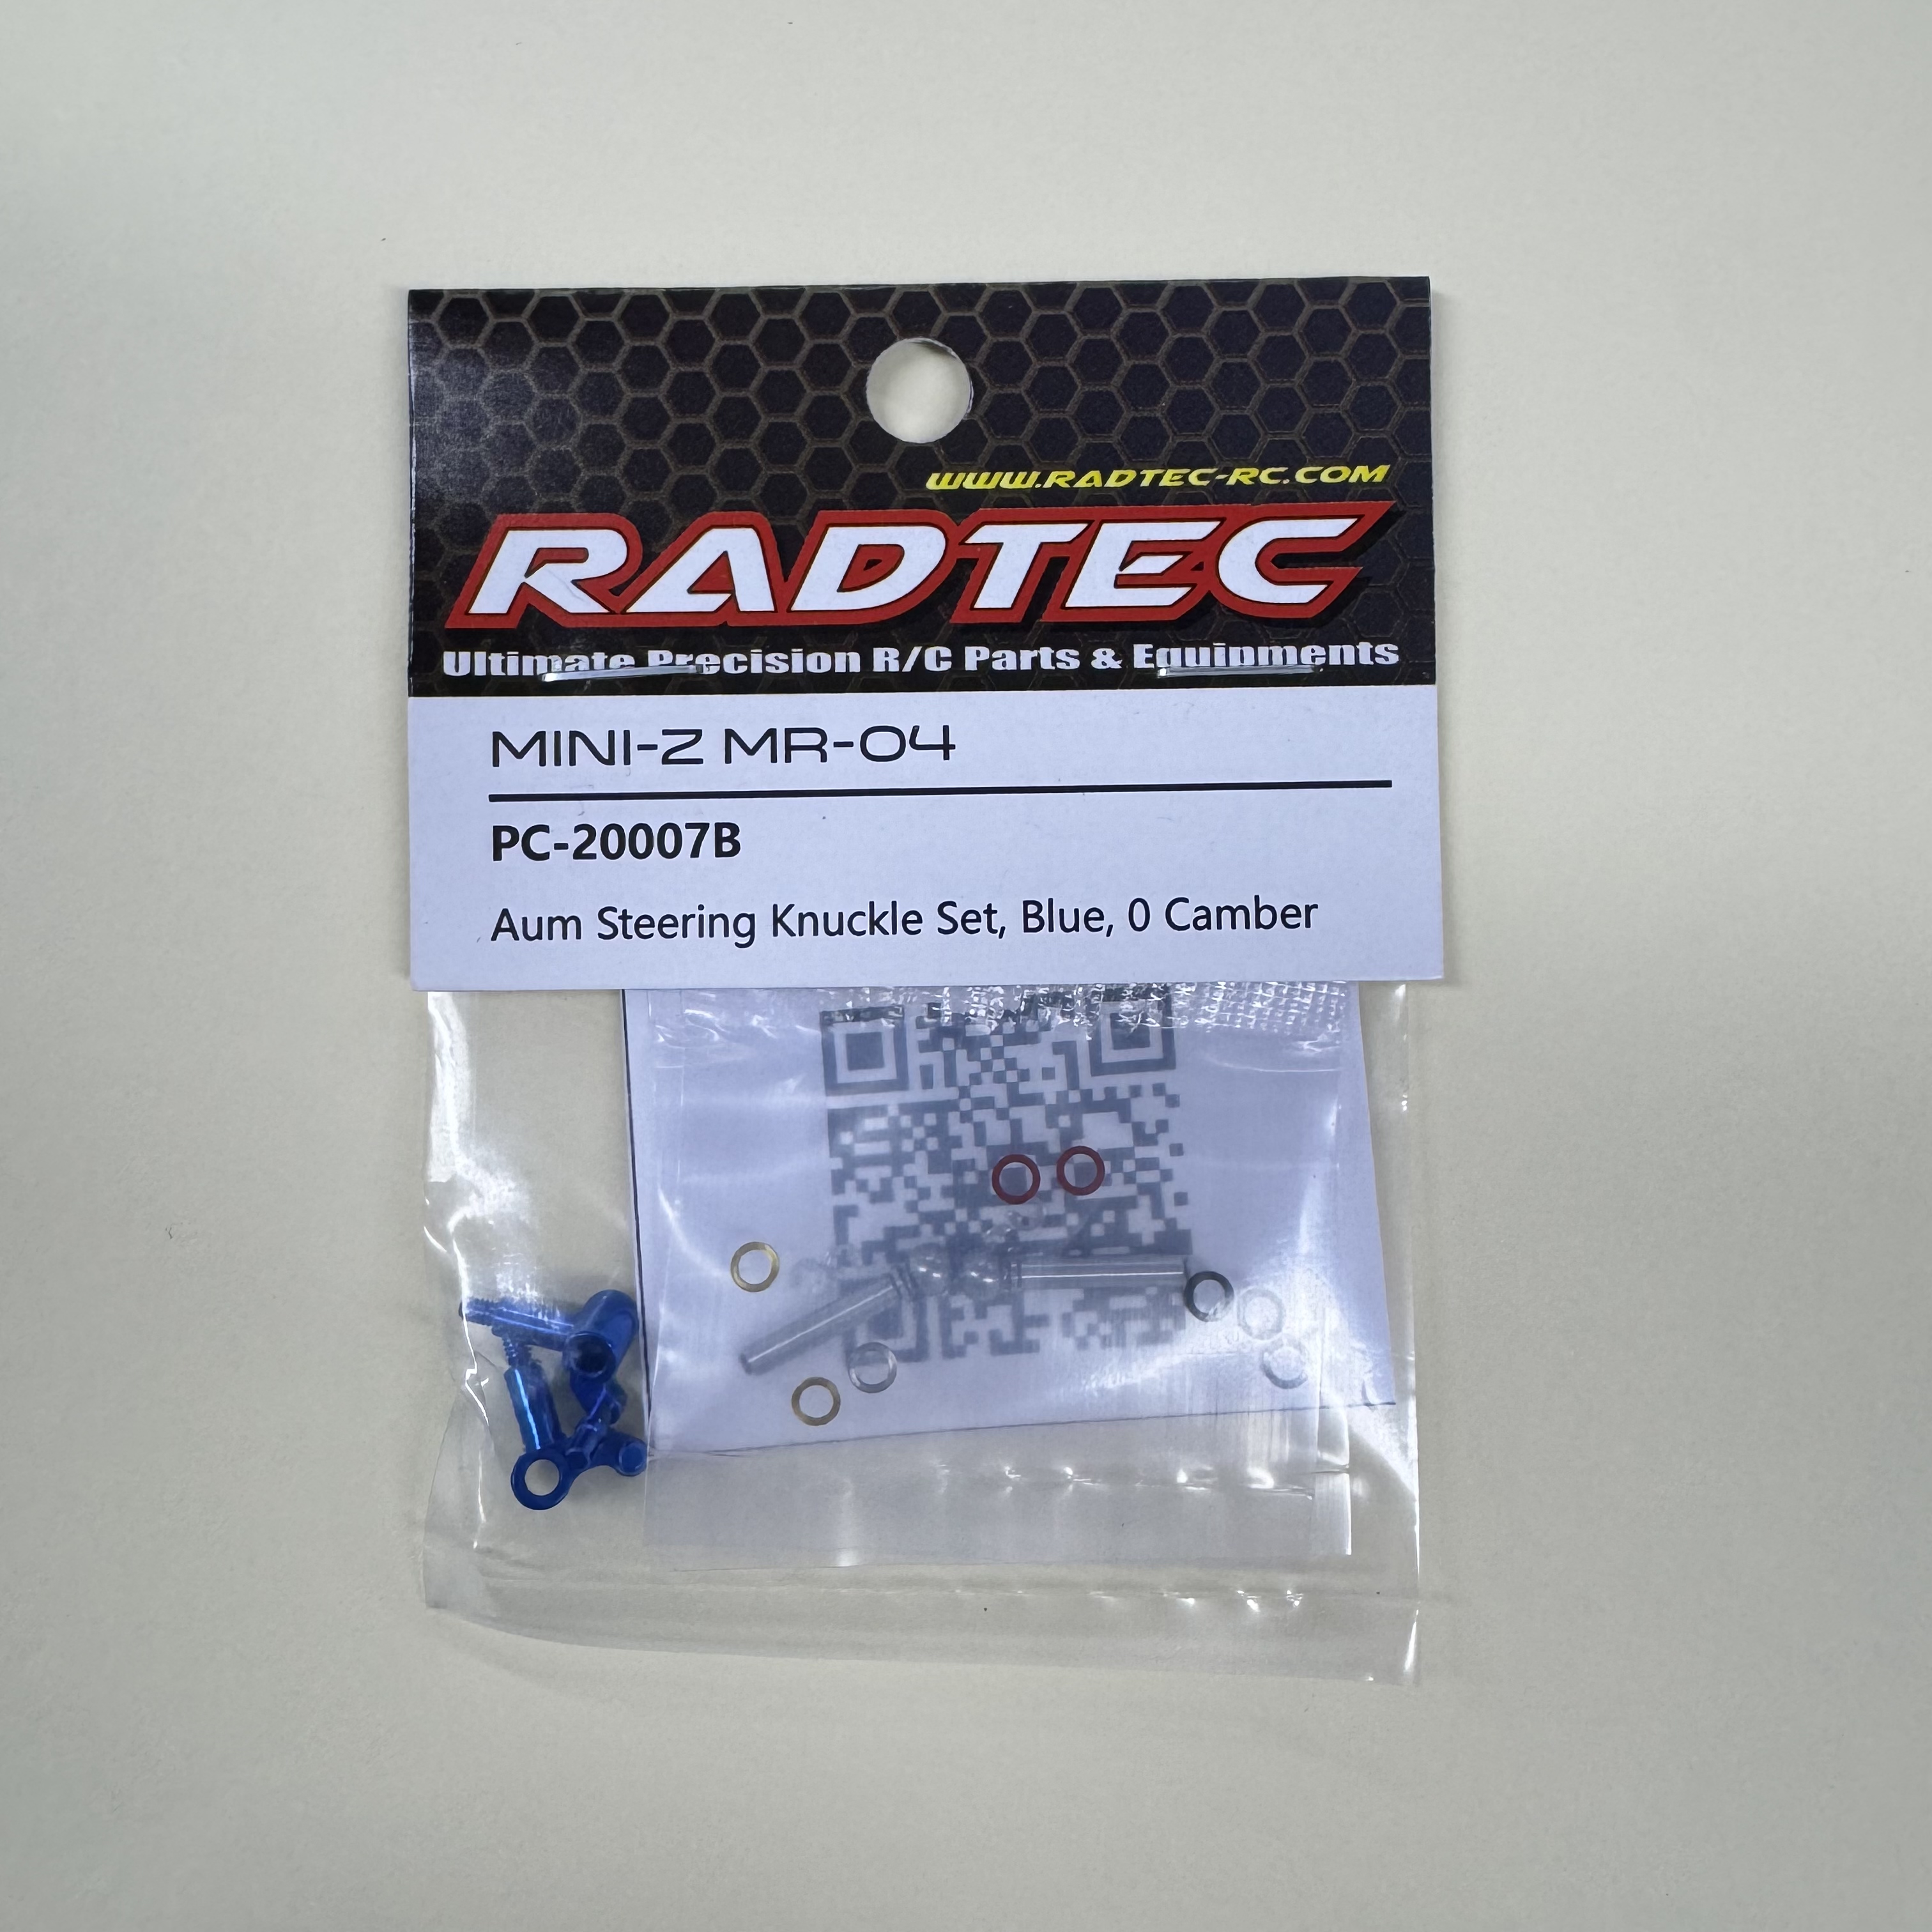 WWW.RADTEC-RC.COM
RADTEC
Ultimate Precision R/C Parts & Equipments
MINI-Z MR-04
PC-20007B
Aum Steering Knuckle Set, Blue, 0 Camber